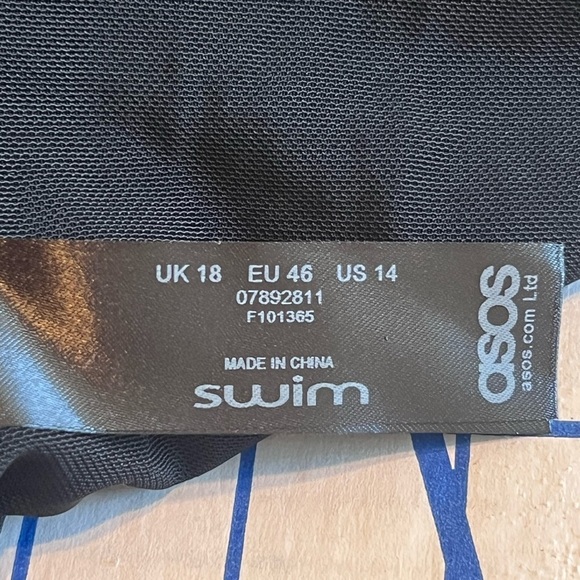 UK 18 EU 46 US 14
07892811
F101365
MADE IN CHINA
swim
asos
asos.com Ltd